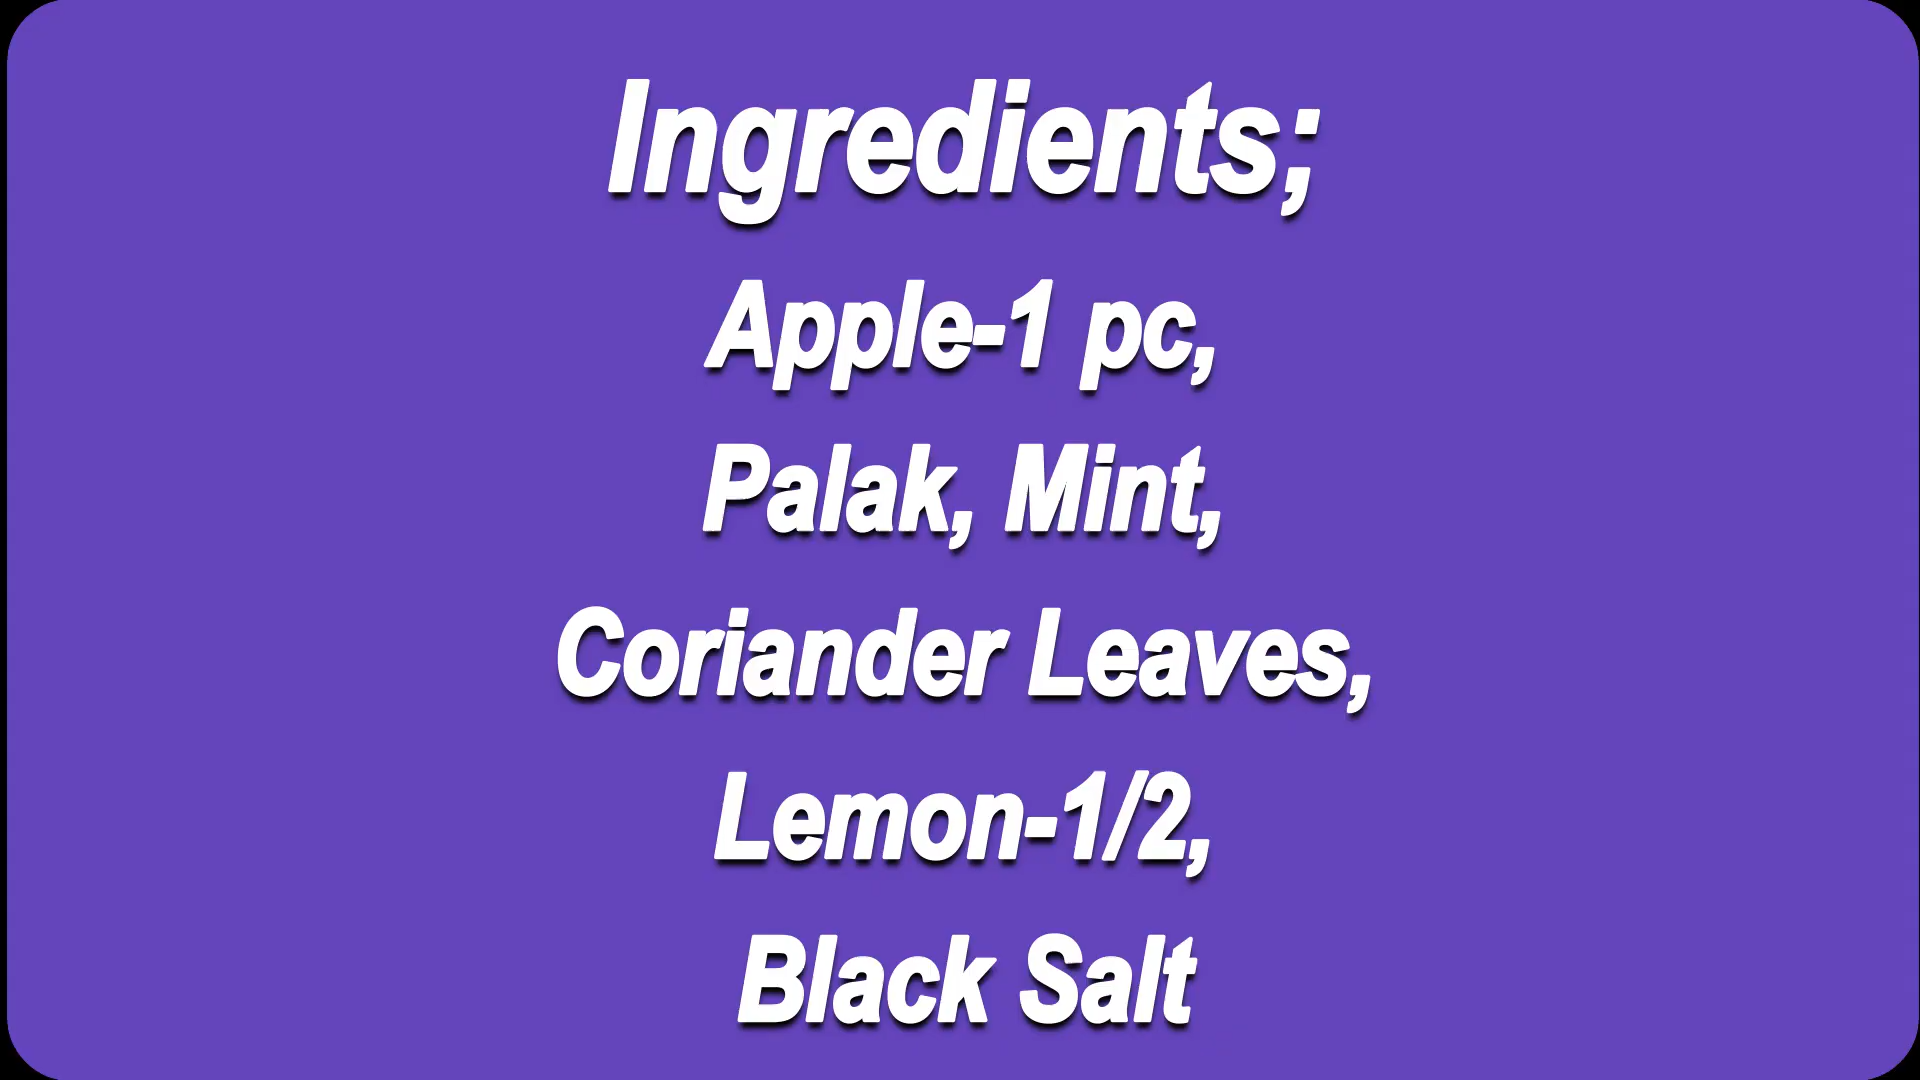 Ingredients;
Apple-1 pc,
Palak, Mint,
Coriander Leaves,
Lemon-1/2,
Black Salt